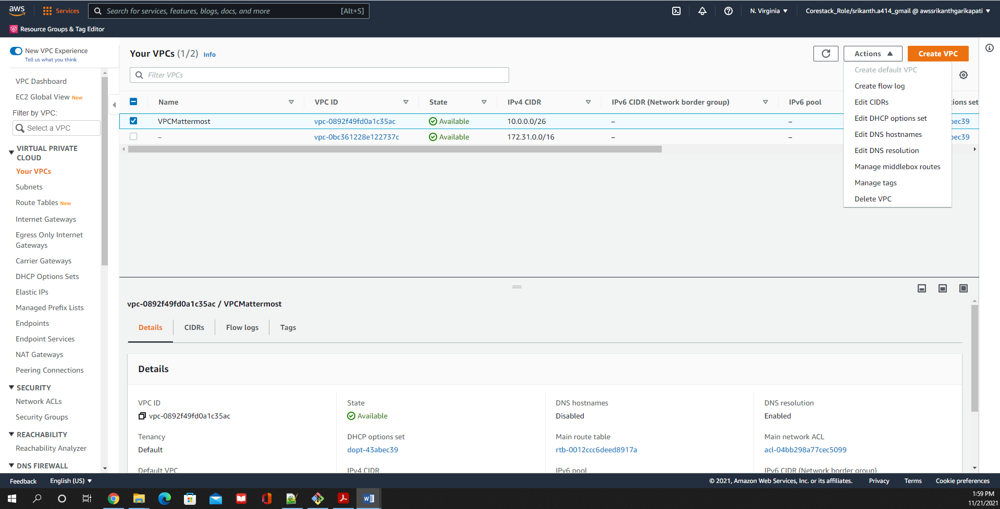 aws
Services
Search for services, features, blogs, docs, and more [Alt+S]
N. Virginia
Corestack_Role/srikanth.a414_gmail @ awssrikanthgarikapati
Resource Groups & Tag Editor
New VPC Experience
Tell us what you think
VPC Dashboard
EC2 Global View New
Filter by VPC:
Select a VPC
VIRTUAL PRIVATE
CLOUD
Your VPCs
Subnets
Route Tables New
Internet Gateways
Egress Only Internet
Gateways
Carrier Gateways
DHCP Options Sets
Elastic IPs
Managed Prefix Lists
Endpoints
Endpoint Services
NAT Gateways
Peering Connections
SECURITY
Network ACLs
Security Groups
REACHABILITY
Reachability Analyzer
DNS FIREWALL
Your VPCs (1/2) Info
Actions
Create VPC
Filter VPCs
Create default VPC
Create flow log
Edit CIDRs
Edit DHCP options set
Edit DNS hostnames
Edit DNS resolution
Manage middlebox routes
Manage tags
Delete VPC
Name VPC ID State IPv4 CIDR IPv6 CIDR (Network border group) IPv6 pool ions set
VPCMattermost vpc-0892f49fd0a1c35ac Available 10.0.0.0/26 – – bec39
– vpc-0bc361228e122737c Available 172.31.0.0/16 – – bec39
vpc-0892f49fd0a1c35ac / VPCMattermost
Details CIDRs Flow logs Tags
Details
VPC ID State DNS hostnames DNS resolution
vpc-0892f49fd0a1c35ac Available Disabled Enabled
Tenancy DHCP options set Main route table Main network ACL
Default dopt-43abec39 rtb-0012ccc6deed8917a acl-04bb298a77cec5099
Default VPC IPv4 CIDR IPv6 pool IPv6 CIDR (Network border group)
Feedback English (US) © 2021, Amazon Web Services, Inc. or its affiliates. Privacy Terms Cookie preferences
1:59 PM
11/21/2021